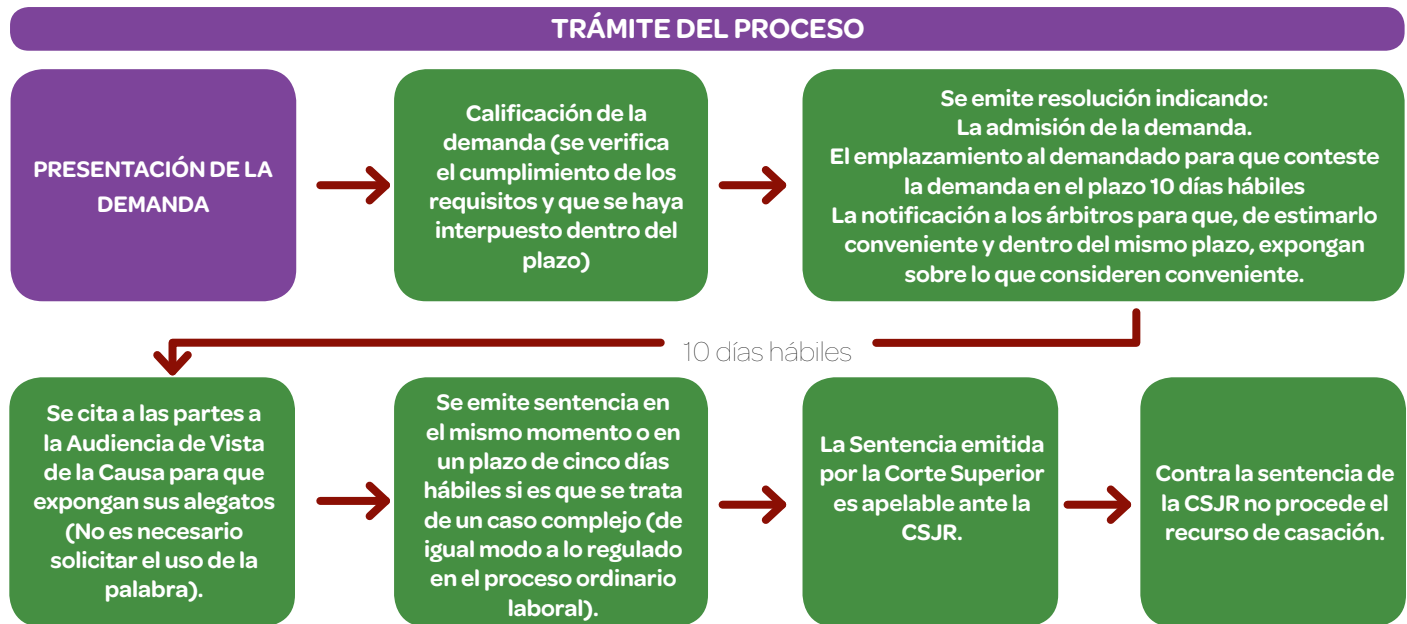 TRÁMITE DEL PROCESO
PRESENTACIÓN DE LA
DEMANDA
Calificación de la
demanda (se verifica
el cumplimiento de los
requisitos y que se haya
interpuesto dentro del
plazo)
Se emite resolución indicando:
La admisión de la demanda.
El emplazamiento al demandado para que conteste
la demanda en el plazo 10 días hábiles
La notificación a los árbitros para que, de estimarlo
conveniente y dentro del mismo plazo, expongan
sobre lo que consideren conveniente.
10 días hábiles
Se cita a las partes a
la Audiencia de Vista
de la Causa para que
expongan sus alegatos
(No es necesario
solicitar el uso de la
palabra).
Se emite sentencia en
el mismo momento o en
un plazo de cinco días
hábiles si es que se trata
de un caso complejo (de
igual modo a lo regulado
en el proceso ordinario
laboral).
La Sentencia emitida
por la Corte Superior
es apelable ante la
CSJR.
Contra la sentencia de
la CSJR no procede el
recurso de casación.